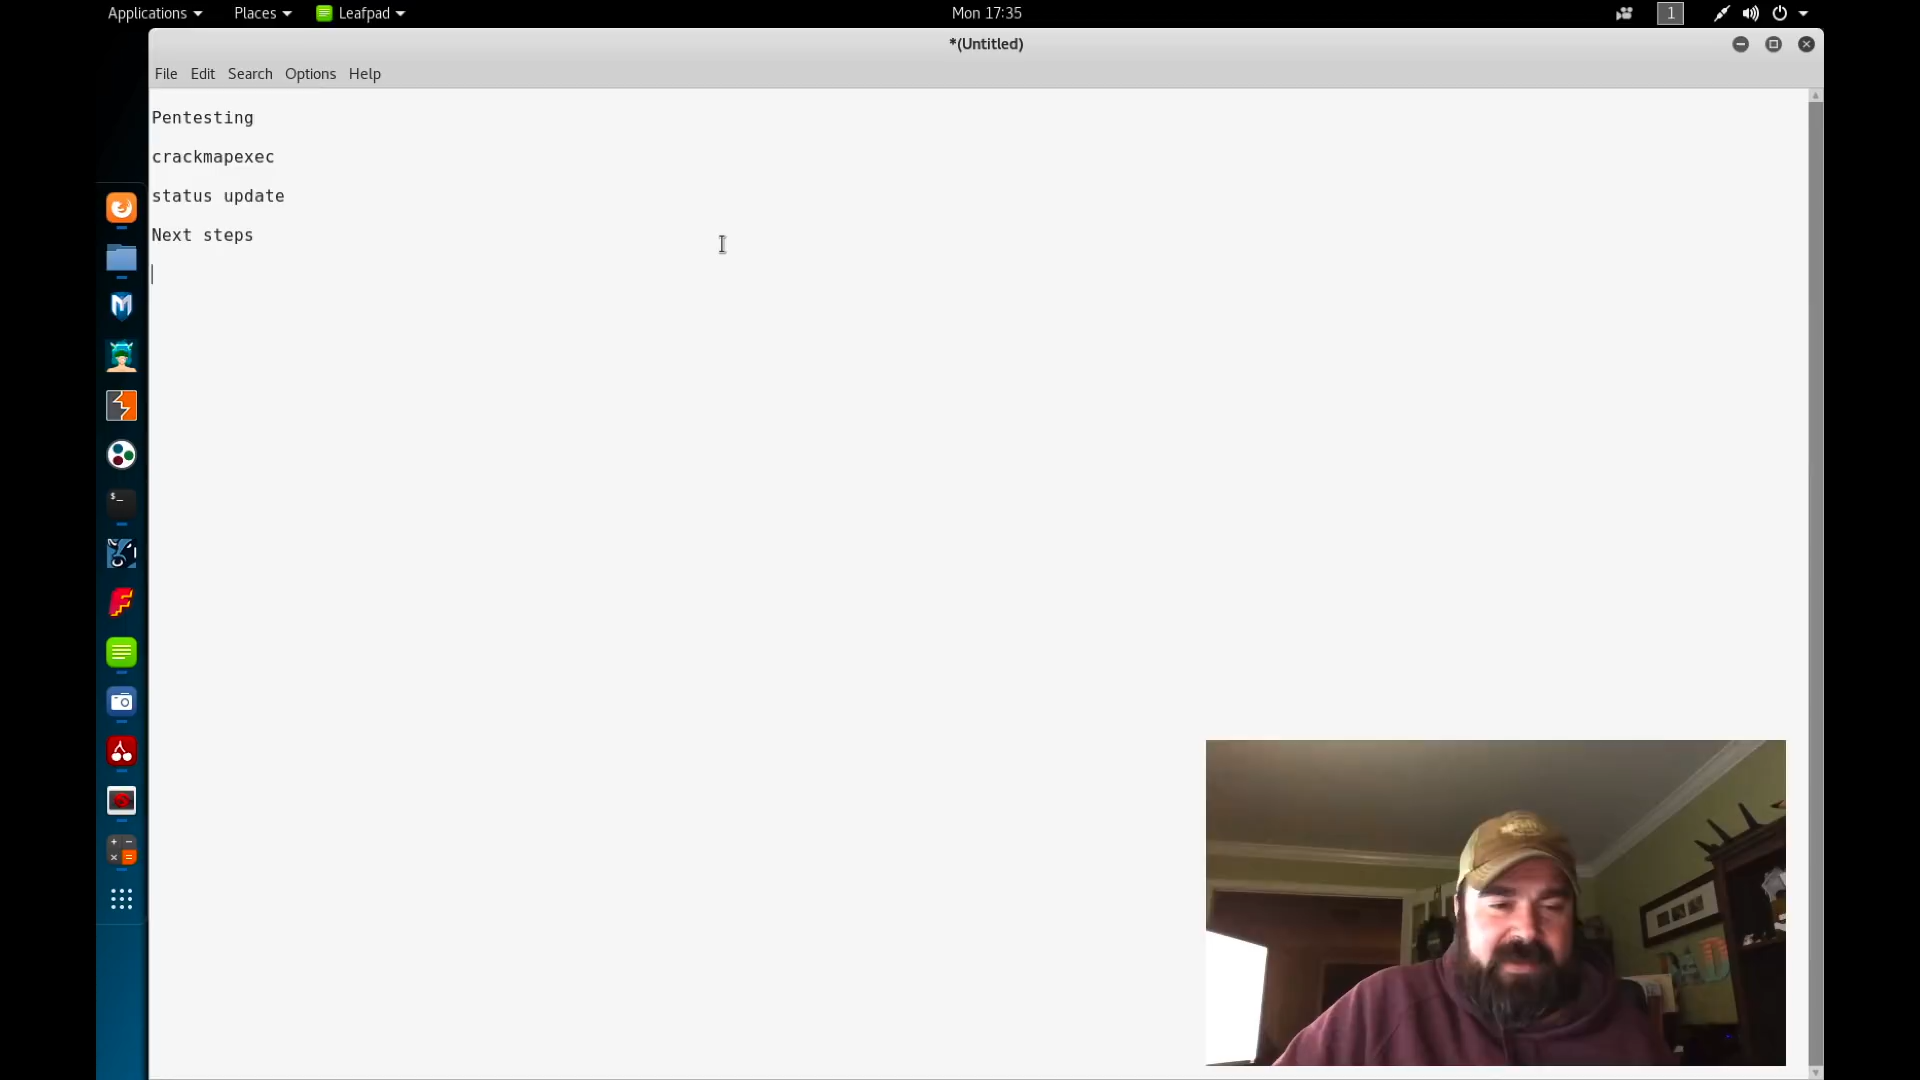 Applications Places Leafpad Mon 17:35 1
*(Untitled)
File Edit Search Options Help
Pentesting
crackmapexec
status update
Next steps